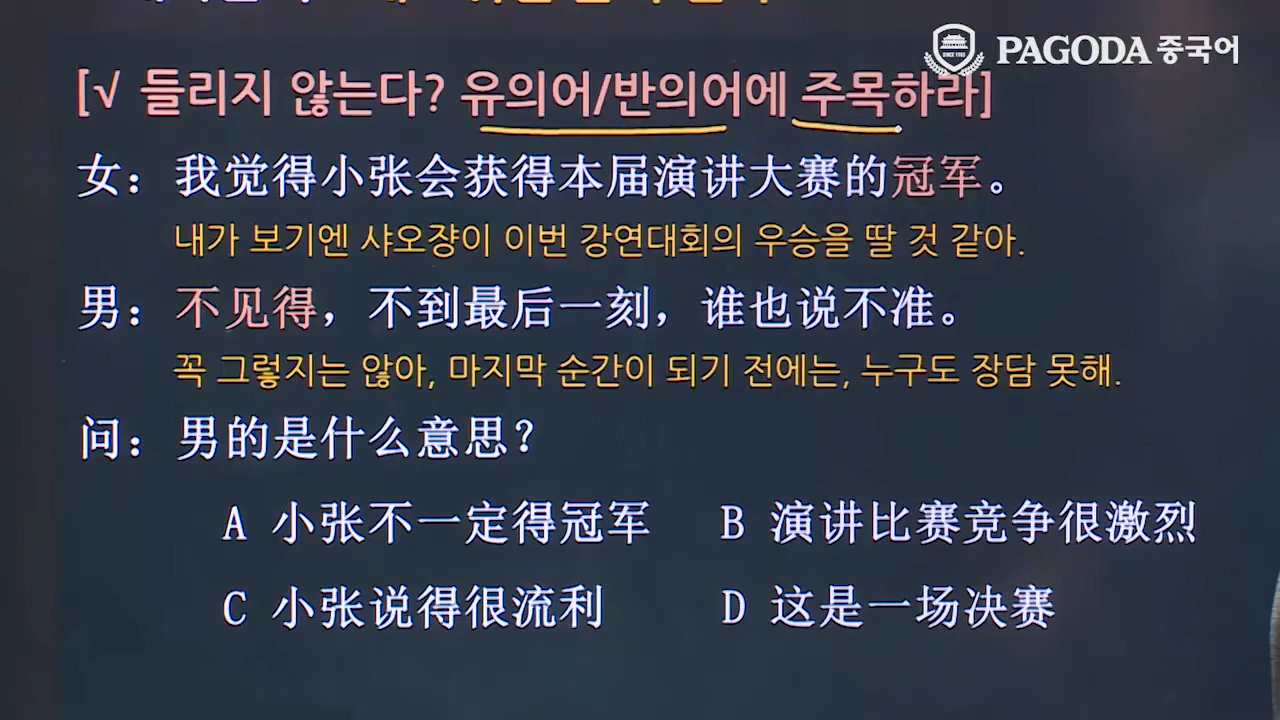 PAGODA 중국어
SINCE 1983
[√ 들리지 않는다? 유의어/반의어에 주목하라]
女：我觉得小张会获得本届演讲大赛的冠军。
내가 보기엔 샤오쟝이 이번 강연대회의 우승을 딸 것 같아.
男：不见得，不到最后一刻，谁也说不准。
꼭 그렇지는 않아, 마지막 순간이 되기 전에는, 누구도 장담 못해.
问：男的是什么意思？
A 小张不一定得冠军 B 演讲比赛竞争很激烈
C 小张说得很流利 D 这是一场决赛